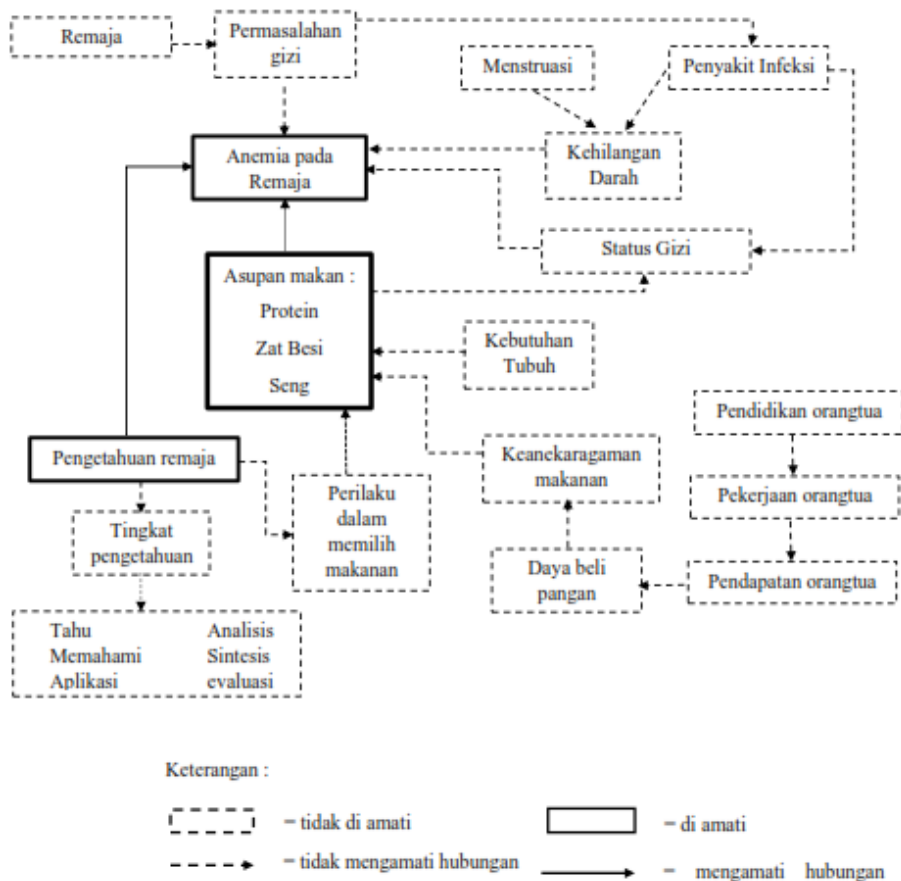 Remaja
Permasalahan
gizi
Menstruasi
Penyakit Infeksi
Anemia pada
Remaja
Kehilangan
Darah
Status Gizi
Asupan makan :
Protein
Zat Besi
Seng
Kebutuhan
Tubuh
Pendidikan orangtua
Pengetahuan remaja
Keanekaragaman
makanan
Perilaku
dalam
memilih
makanan
Pekerjaan orangtua
Tingkat
pengetahuan
Daya beli
pangan
Pendapatan orangtua
Tahu Analisis
Memahami Sintesis
Aplikasi evaluasi
Keterangan :
= tidak di amati
= di amati
= tidak mengamati hubungan
= mengamati hubungan